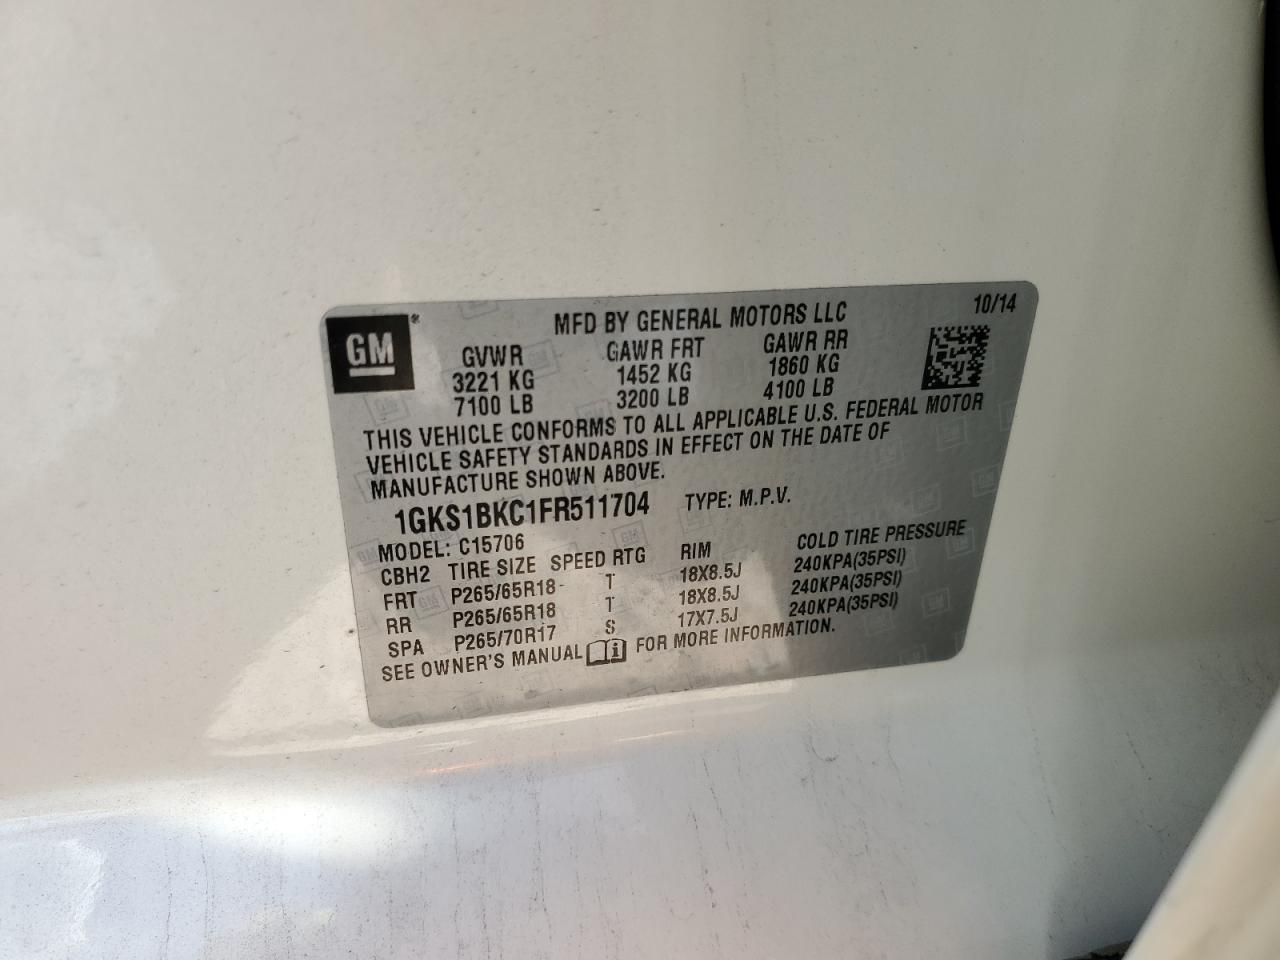 10/14
GM
MFD BY GENERAL MOTORS LLC
GVWR GAWR FRT GAWR RR
3221 KG 1452 KG 1860 KG
7100 LB 3200 LB 4100 LB
THIS VEHICLE CONFORMS TO ALL APPLICABLE U.S. FEDERAL MOTOR
VEHICLE SAFETY STANDARDS IN EFFECT ON THE DATE OF
MANUFACTURE SHOWN ABOVE.
1GKS1BKC1FR511704 TYPE: M.P.V.
MODEL: C15706
CBH2 TIRE SIZE SPEED RTG RIM COLD TIRE PRESSURE
FRT P265/65R18 T 18X8.5J 240KPA(35PSI)
RR P265/65R18 T 18X8.5J 240KPA(35PSI)
SPA P265/70R17 S 17X7.5J 240KPA(35PSI)
SEE OWNER'S MANUAL i FOR MORE INFORMATION.